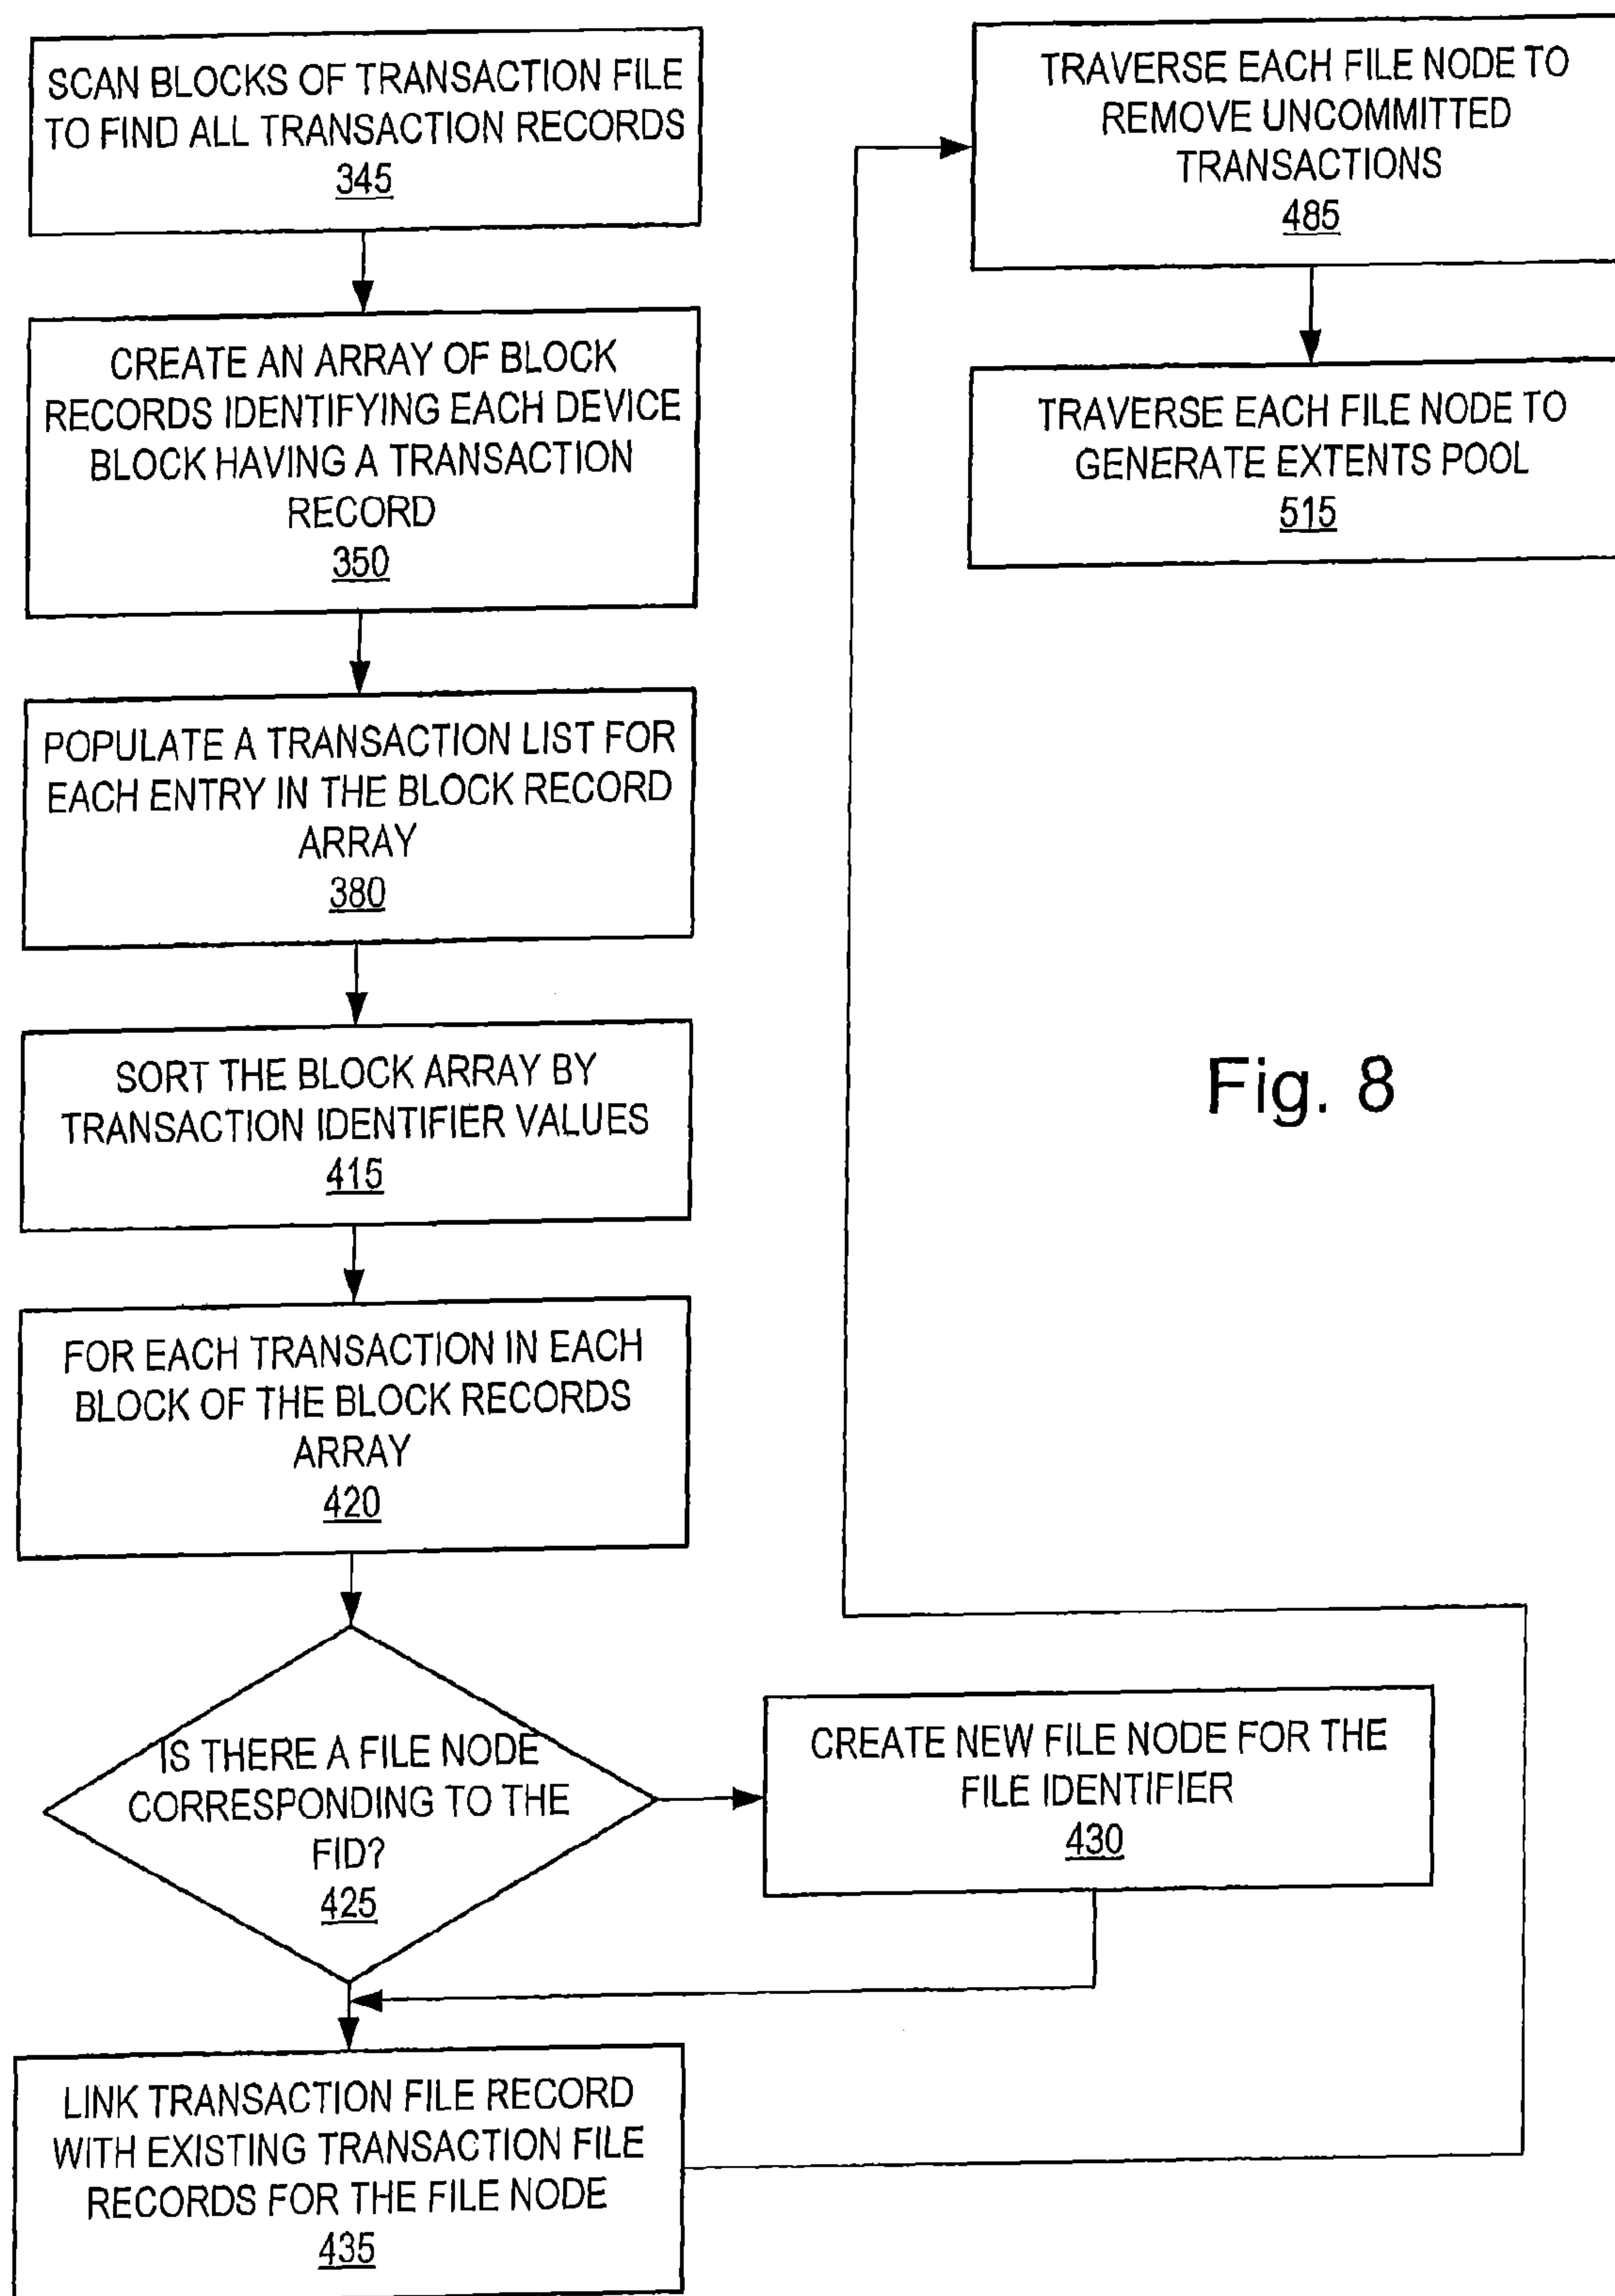 SCAN BLOCKS OF TRANSACTION FILE
TO FIND ALL TRANSACTION RECORDS
345
CREATE AN ARRAY OF BLOCK
RECORDS IDENTIFYING EACH DEVICE
BLOCK HAVING A TRANSACTION
RECORD
350
POPULATE A TRANSACTION LIST FOR
EACH ENTRY IN THE BLOCK RECORD
ARRAY
380
SORT THE BLOCK ARRAY BY
TRANSACTION IDENTIFIER VALUES
415
FOR EACH TRANSACTION IN EACH
BLOCK OF THE BLOCK RECORDS
ARRAY
420
IS THERE A FILE NODE
CORRESPONDING TO THE
FID?
425
CREATE NEW FILE NODE FOR THE
FILE IDENTIFIER
430
LINK TRANSACTION FILE RECORD
WITH EXISTING TRANSACTION FILE
RECORDS FOR THE FILE NODE
435
TRAVERSE EACH FILE NODE TO
REMOVE UNCOMMITTED
TRANSACTIONS
485
TRAVERSE EACH FILE NODE TO
GENERATE EXTENTS POOL
515
Fig. 8